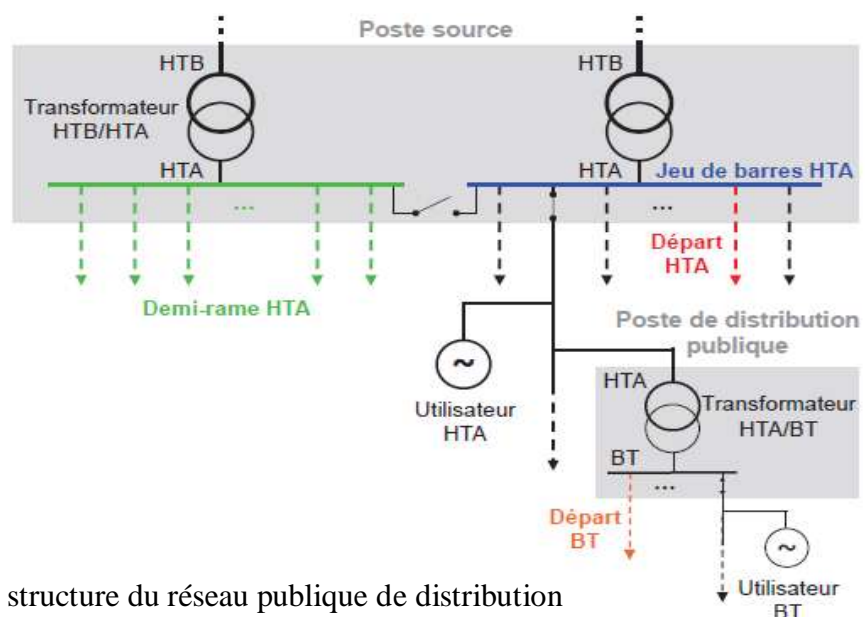 Poste source
HTB
HTB
Transformateur
HTB/HTA
HTA
HTA
Jeu de barres HTA
...
...
Départ
HTA
Demi-rame HTA
Poste de distribution
publique
~
HTA
Utilisateur
HTA
Transformateur
HTA/BT
BT
...
Départ
BT
~
Utilisateur
BT
structure du réseau publique de distribution